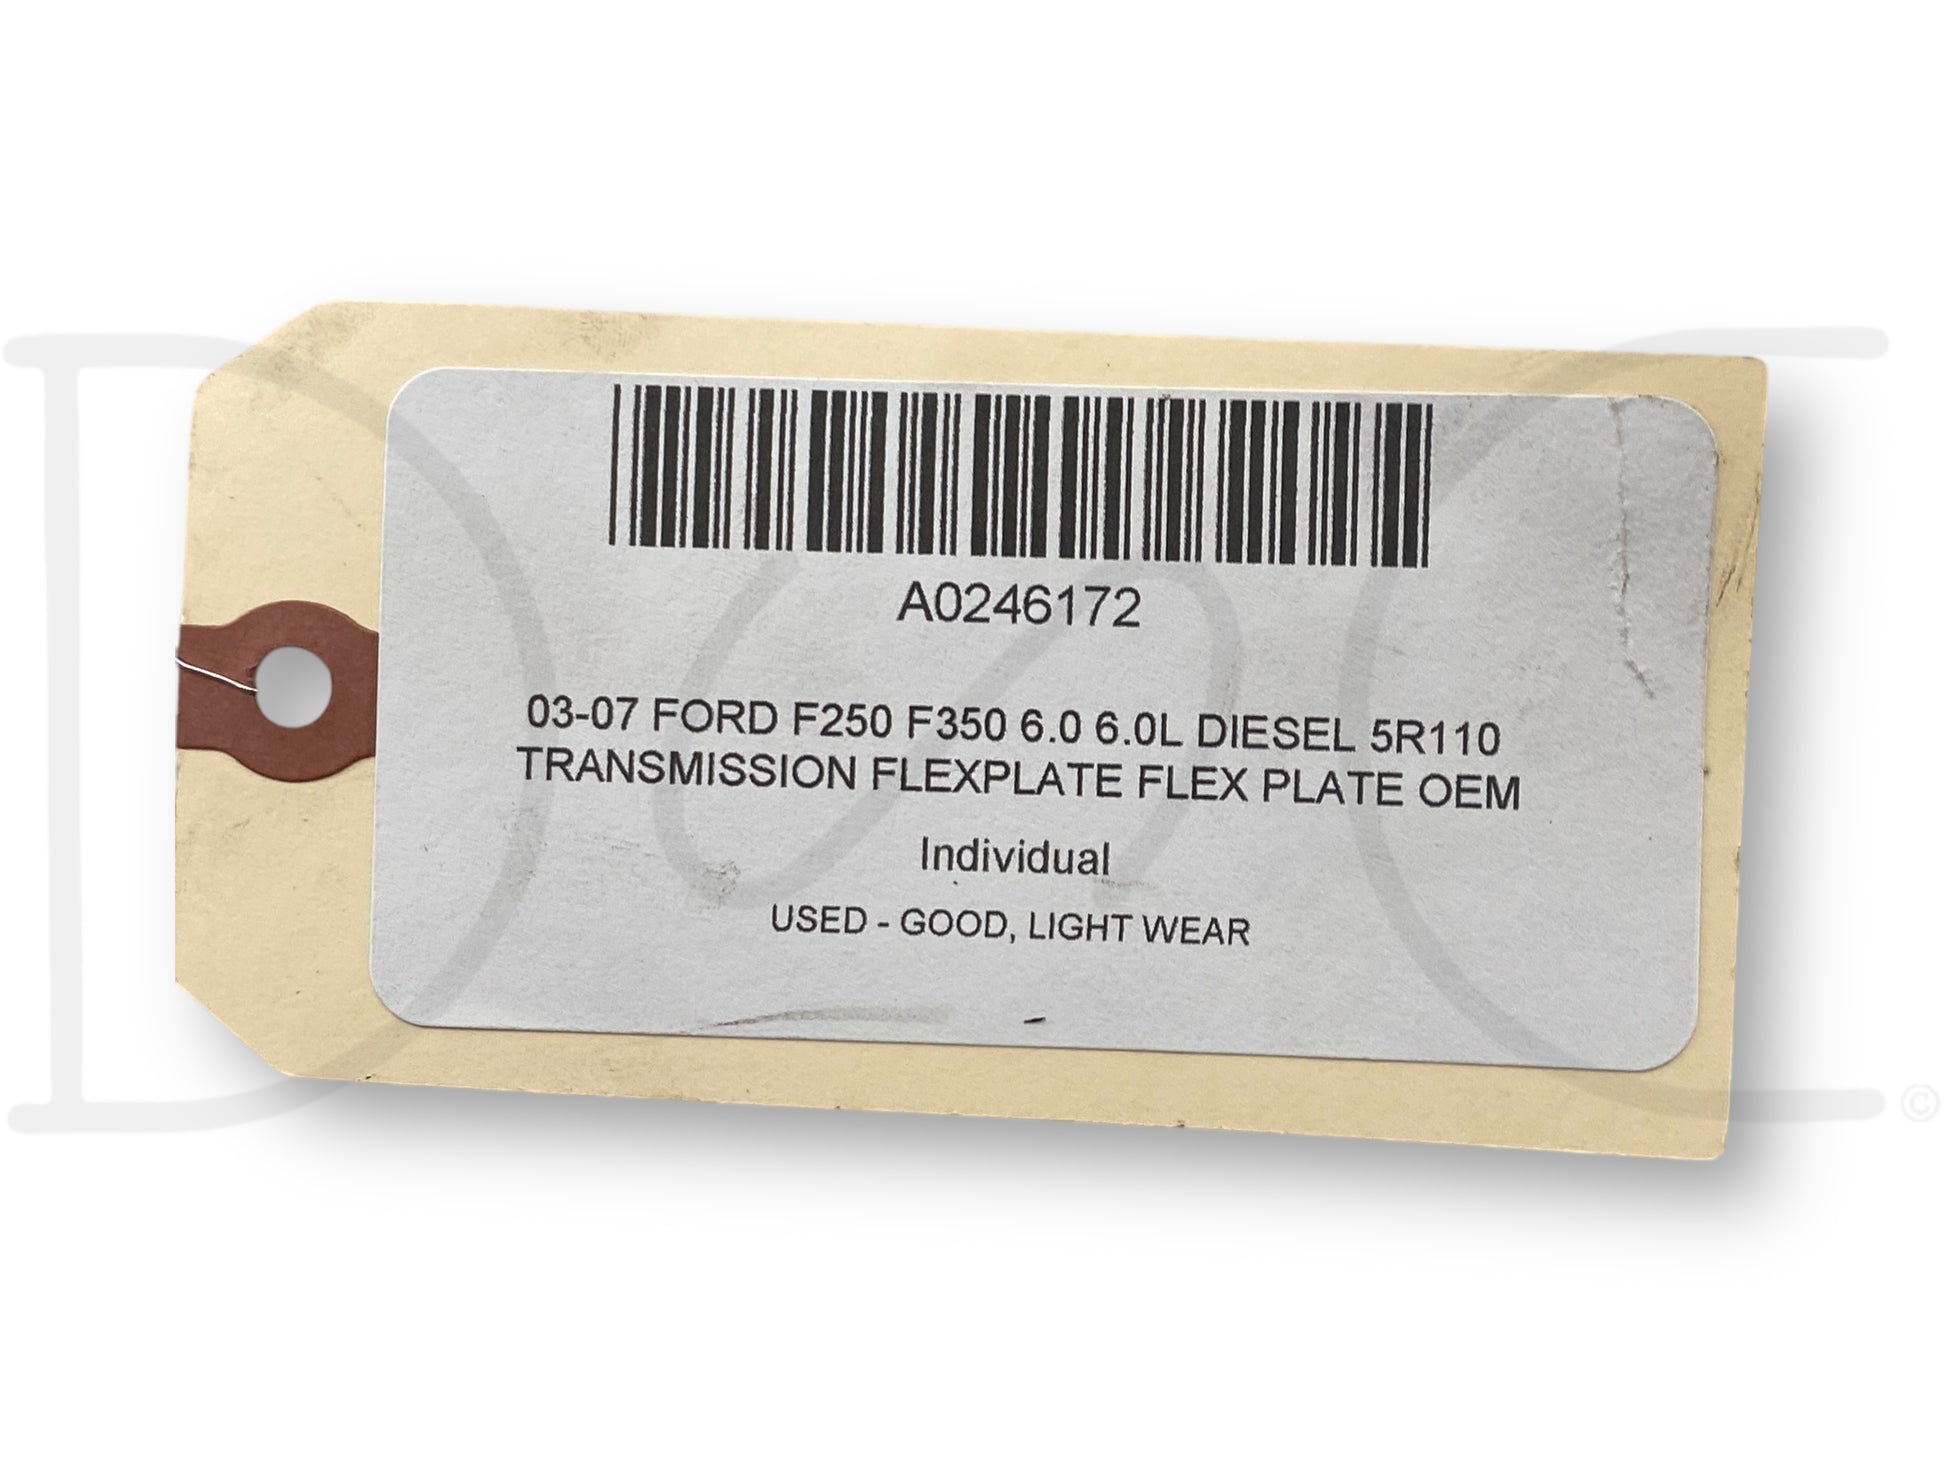 A0246172
03-07 FORD F250 F350 6.0 6.0L DIESEL 5R110
TRANSMISSION FLEXPLATE FLEX PLATE OEM
Individual
USED - GOOD, LIGHT WEAR
©